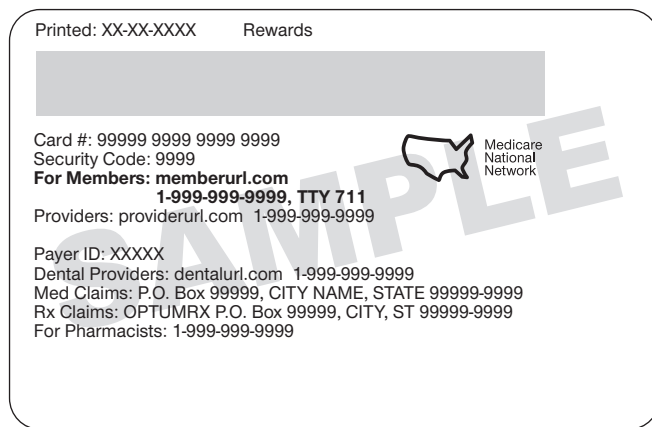 Printed: XX-XX-XXXX Rewards
Card #: 99999 9999 9999 9999
Security Code: 9999
For Members: memberurl.com
1-999-999-9999, TTY 711
Providers: providerurl.com 1-999-999-9999
Medicare
National
Network
Payer ID: XXXXX
Dental Providers: dentalurl.com 1-999-999-9999
Med Claims: P.O. Box 99999, CITY NAME, STATE 99999-9999
Rx Claims: OPTUMRX P.O. Box 99999, CITY, ST 99999-9999
For Pharmacists: 1-999-999-9999
SAMPLE